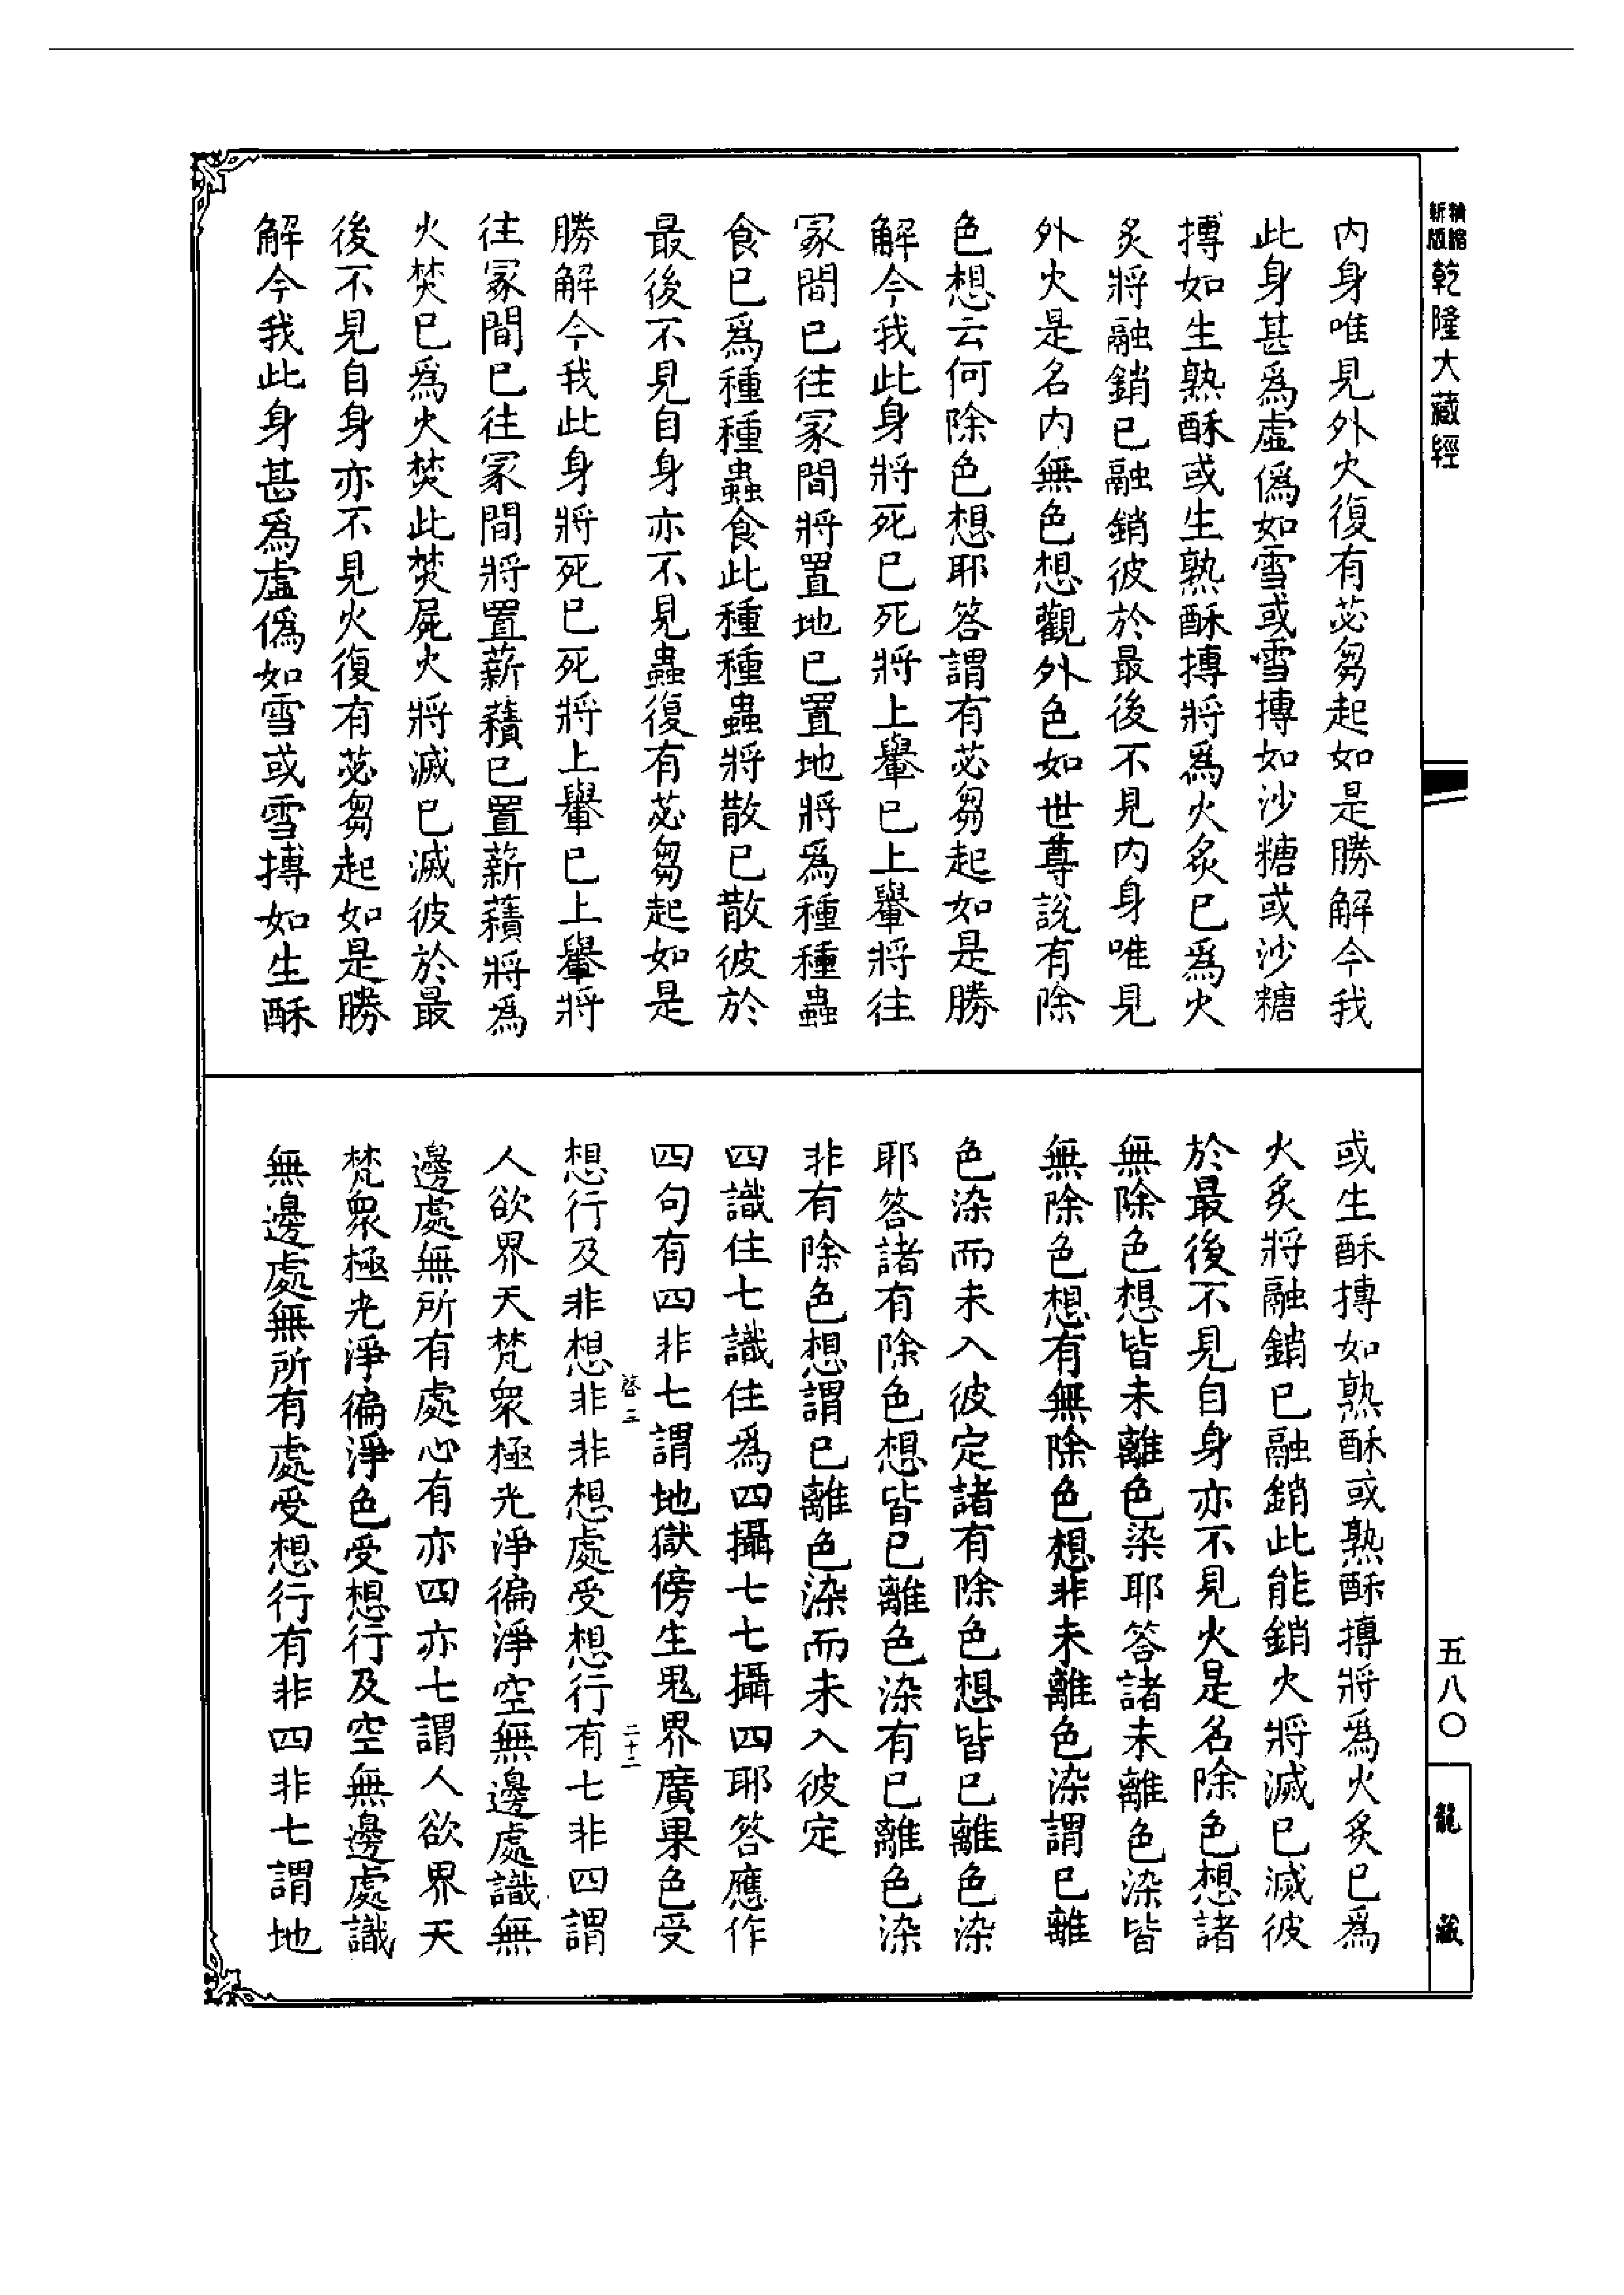 新版精縮乾隆大藏經
內身唯見外火復有苾芻起如是勝解今我
此身甚爲虛僞如雪或雪摶如沙糖或沙糖
摶如生熟酥或生熟酥摶將爲火炙已爲火
炙將融銷已融銷彼於最後不見內身唯見
外火是名內無色想觀外色如世尊說有除
色想云何除色想耶答謂有苾芻起如是勝
解今我此身將死已死將上轝已上轝將往
冢間已往冢間將置地已置地將爲種種蟲
食已爲種種蟲食此種種蟲將散已散彼於
最後不見自身亦不見蟲復有苾芻起如是
勝解今我此身將死已死將上轝已上轝將
往冢間已往冢間將置薪䕩已置薪䕩將爲
火焚已爲火焚此焚屍火將滅已滅彼於最
後不見自身亦不見火復有苾芻起如是勝
解今我此身甚爲虛僞如雪或雪摶如生酥
或生酥摶如熟酥或熟酥摶將爲火炙已爲
火炙將融銷已融銷此能銷火將滅已滅彼
於最後不見自身亦不見火是名除色想諸
無除色想皆未離色染耶答諸未離色染皆
無除色想有無除色想非未離色染謂已離
色染而未入彼定諸有除色想皆已離色染
耶答諸有除色想皆已離色染有已離色染
非有除色想謂已離色染而未入彼定
四識住七識住爲四攝七七攝四耶答應作
四句有四非七謂地獄傍生鬼界廣果色受
想行及非想非非想處受想行有七非四謂
人欲界天梵衆極光淨徧淨空無邊處識無
邊處無所有處心有亦四亦七謂人欲界天
梵衆極光淨徧淨色受想行及空無邊處識
無邊處無所有處受想行有非四非七謂地
棨三
二十二
五八〇
龍藏